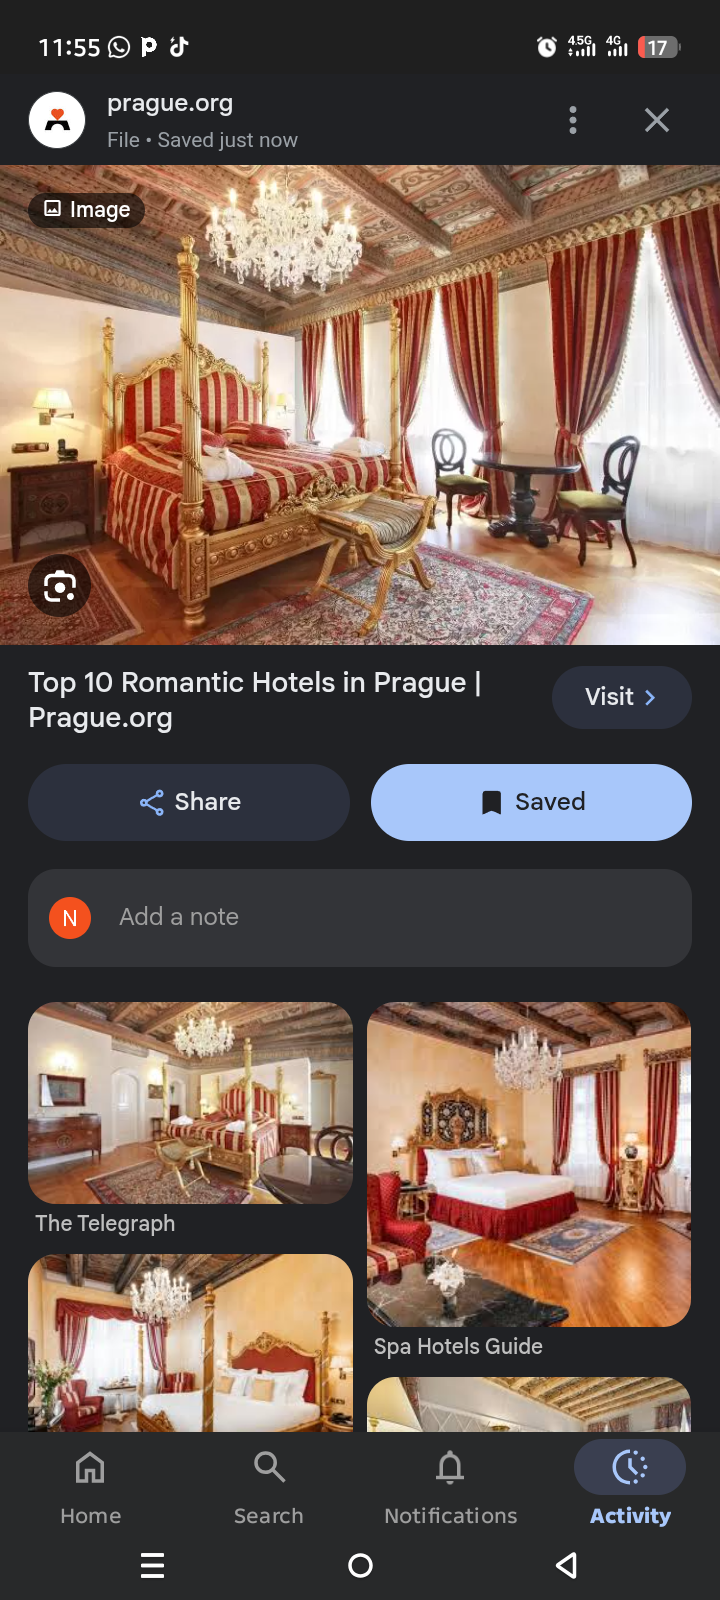 11:55 4.5G 4G 17
prague.org
File • Saved just now
Image
Top 10 Romantic Hotels in Prague |
Prague.org
Visit
Share
Saved
N Add a note
The Telegraph
Spa Hotels Guide
Home Search Notifications Activity